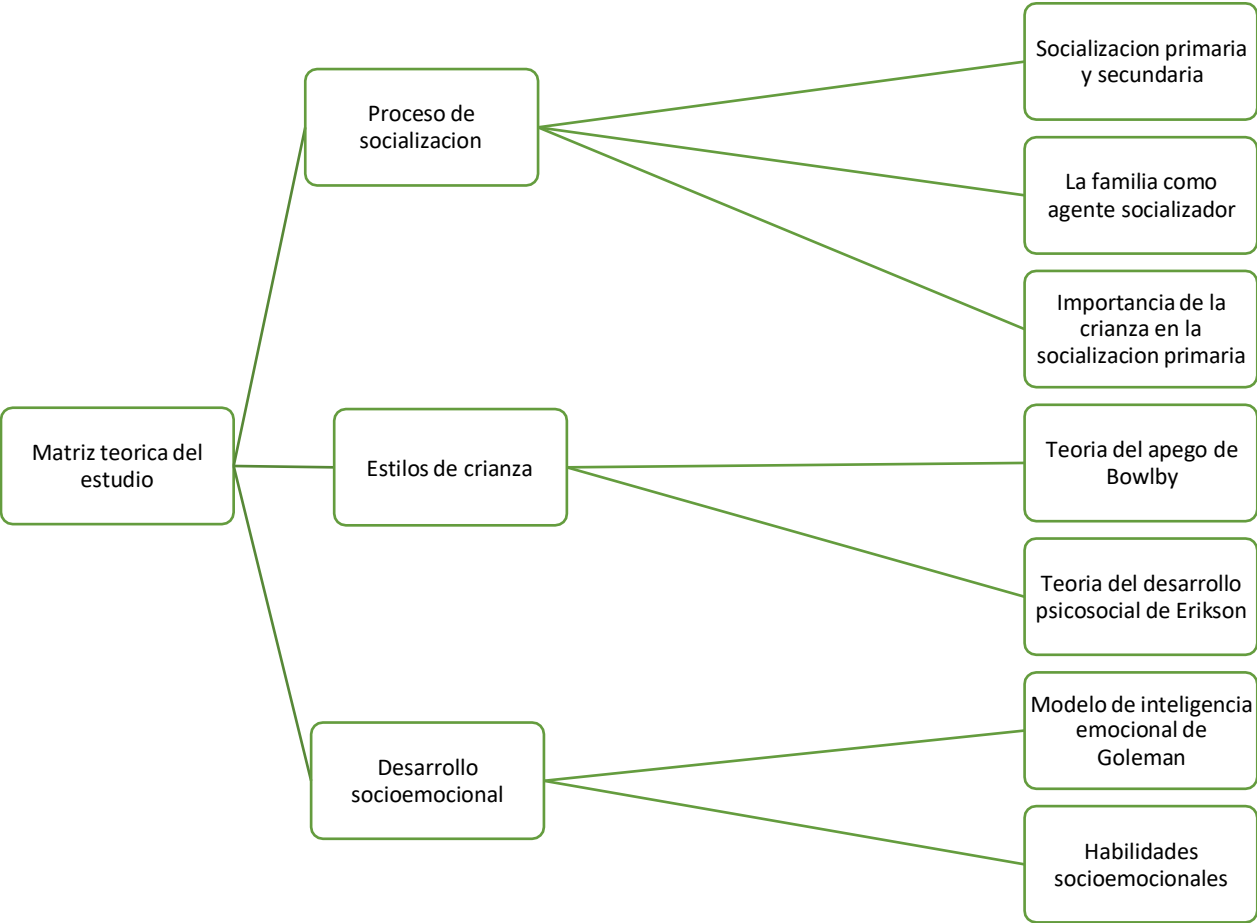 Matriz teorica del
estudio
Proceso de
socializacion
Socializacion primaria
y secundaria
La familia como
agente socializador
Importancia de la
crianza en la
socializacion primaria
Estilos de crianza
Teoria del apego de
Bowlby
Teoria del desarrollo
psicosocial de Erikson
Desarrollo
socioemocional
Modelo de inteligencia
emocional de
Goleman
Habilidades
socioemocionales